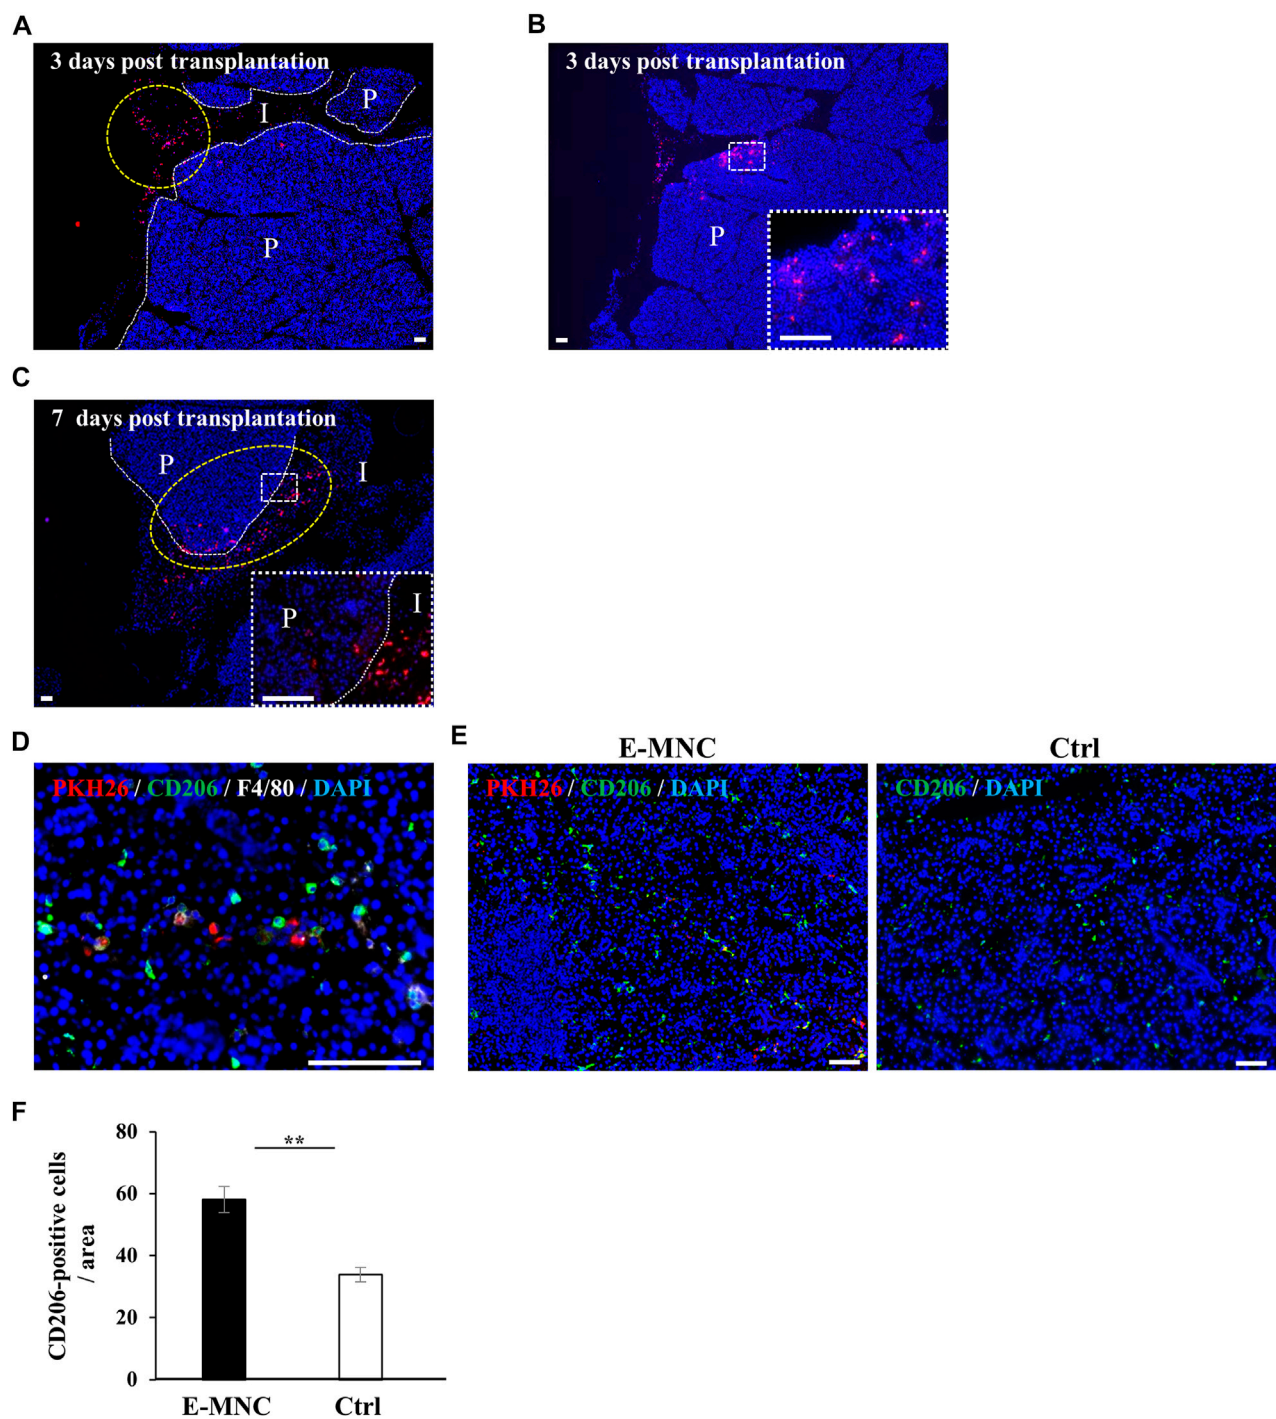 A
3 days post transplantation
P
I
P
B
3 days post transplantation
P
C
7 days post transplantation
P
I
P
I
D
PKH26 / CD206 / F4/80 / DAPI
E
E-MNC
Ctrl
PKH26 / CD206 / DAPI
CD206 / DAPI
F
CD206-positive cells
/ area
80
60
40
20
0
**
E-MNC
Ctrl